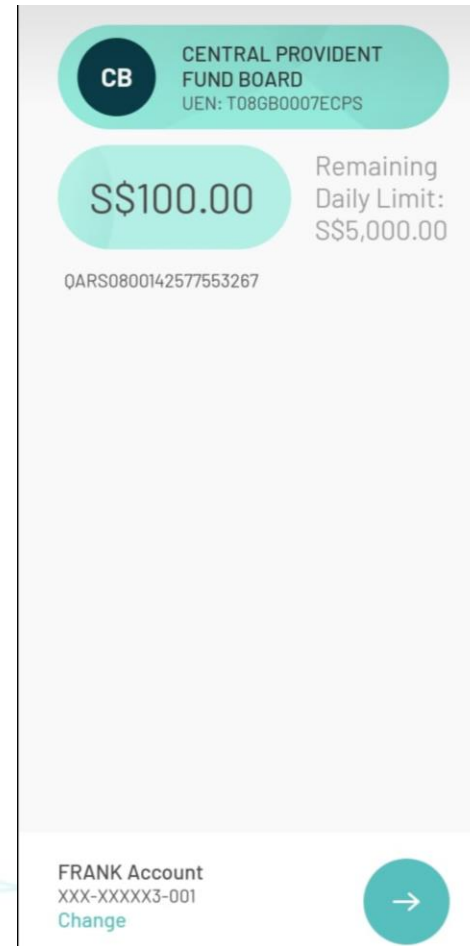 CB
CENTRAL PROVIDENT
FUND BOARD
UEN: T08GB0007ECPS
S$100.00
Remaining
Daily Limit:
S$5,000.00
QARS0800142577553267
FRANK Account
XXX-XXXXX3-001
Change